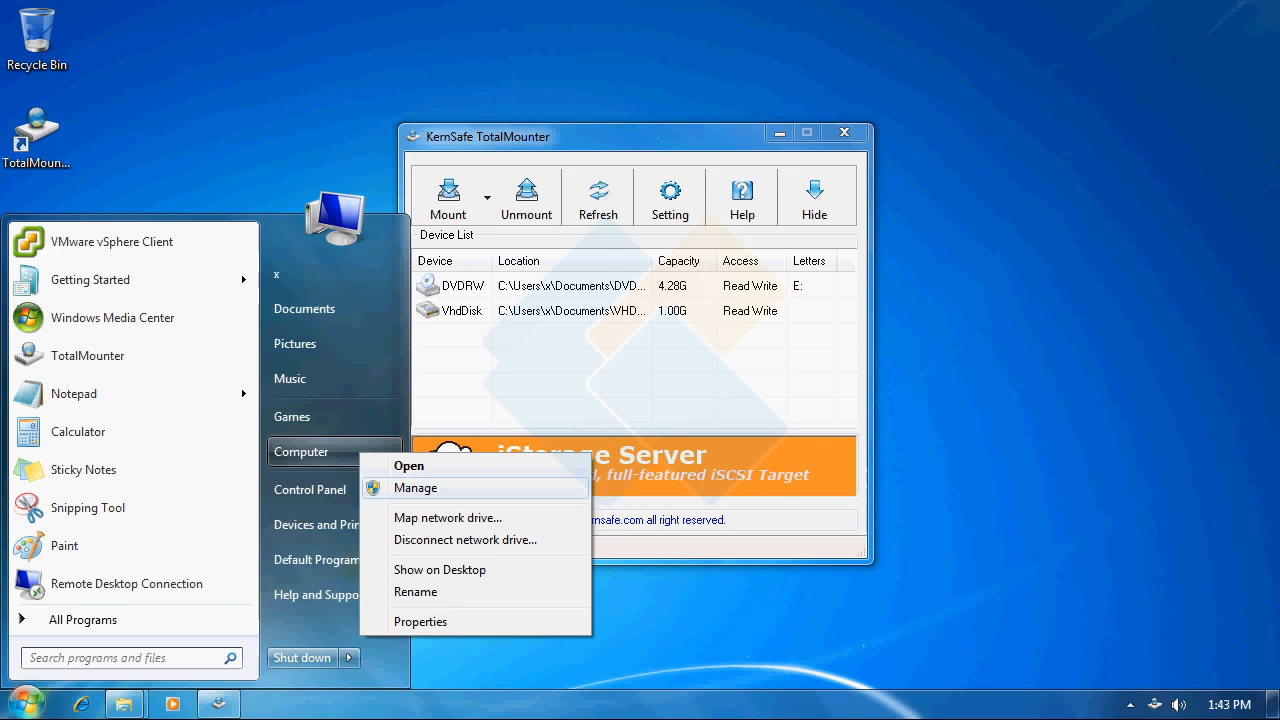 Recycle Bin
TotalMoun...
KernSafe TotalMounter
Mount
Unmount
Refresh
Setting
Help
Hide
Device List
Device Location Capacity Access Letters
DVDRW C:\Users\x\Documents\DVD... 4.28G Read Write E:
VhdDisk C:\Users\x\Documents\VHD... 1.00G Read Write
Server
full-featured iSCSI Target
all right reserved.
VMware vSphere Client
Getting Started
Windows Media Center
TotalMounter
Notepad
Calculator
Sticky Notes
Snipping Tool
Paint
Remote Desktop Connection
All Programs
Search programs and files
x
Documents
Pictures
Music
Games
Computer
Control Panel
Devices and Prin
Default Program
Help and Suppo
Shut down
Open
Manage
Map network drive...
Disconnect network drive...
Show on Desktop
Rename
Properties
1:43 PM